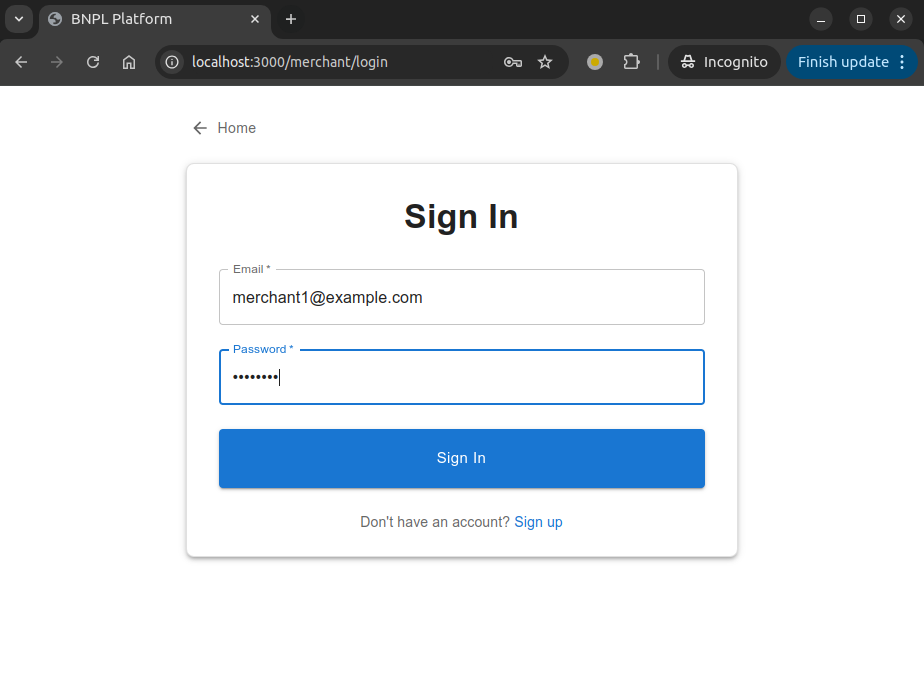 BNPL Platform
localhost:3000/merchant/login
Incognito
Finish update
Home
Sign In
Email *
merchant1@example.com
Password *
••••••••
Sign In
Don't have an account? Sign up